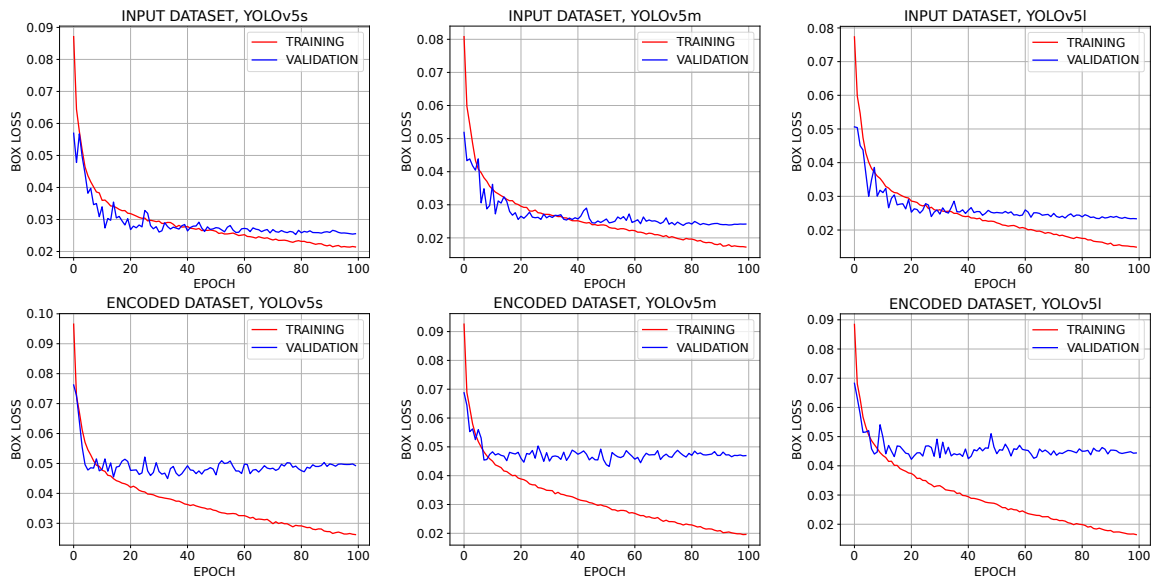 INPUT DATASET, YOLOv5s
0.09
0.08
0.07
0.06
0.05
0.04
0.03
0.02
BOX LOSS
TRAINING
VALIDATION
0 20 40 60 80 100
EPOCH
INPUT DATASET, YOLOv5m
0.08
0.07
0.06
0.05
0.04
0.03
0.02
BOX LOSS
TRAINING
VALIDATION
0 20 40 60 80 100
EPOCH
INPUT DATASET, YOLOv5l
0.08
0.07
0.06
0.05
0.04
0.03
0.02
BOX LOSS
TRAINING
VALIDATION
0 20 40 60 80 100
EPOCH
ENCODED DATASET, YOLOv5s
0.10
0.09
0.08
0.07
0.06
0.05
0.04
0.03
BOX LOSS
TRAINING
VALIDATION
0 20 40 60 80 100
EPOCH
ENCODED DATASET, YOLOv5m
0.09
0.08
0.07
0.06
0.05
0.04
0.03
0.02
BOX LOSS
TRAINING
VALIDATION
0 20 40 60 80 100
EPOCH
ENCODED DATASET, YOLOv5l
0.09
0.08
0.07
0.06
0.05
0.04
0.03
0.02
BOX LOSS
TRAINING
VALIDATION
0 20 40 60 80 100
EPOCH